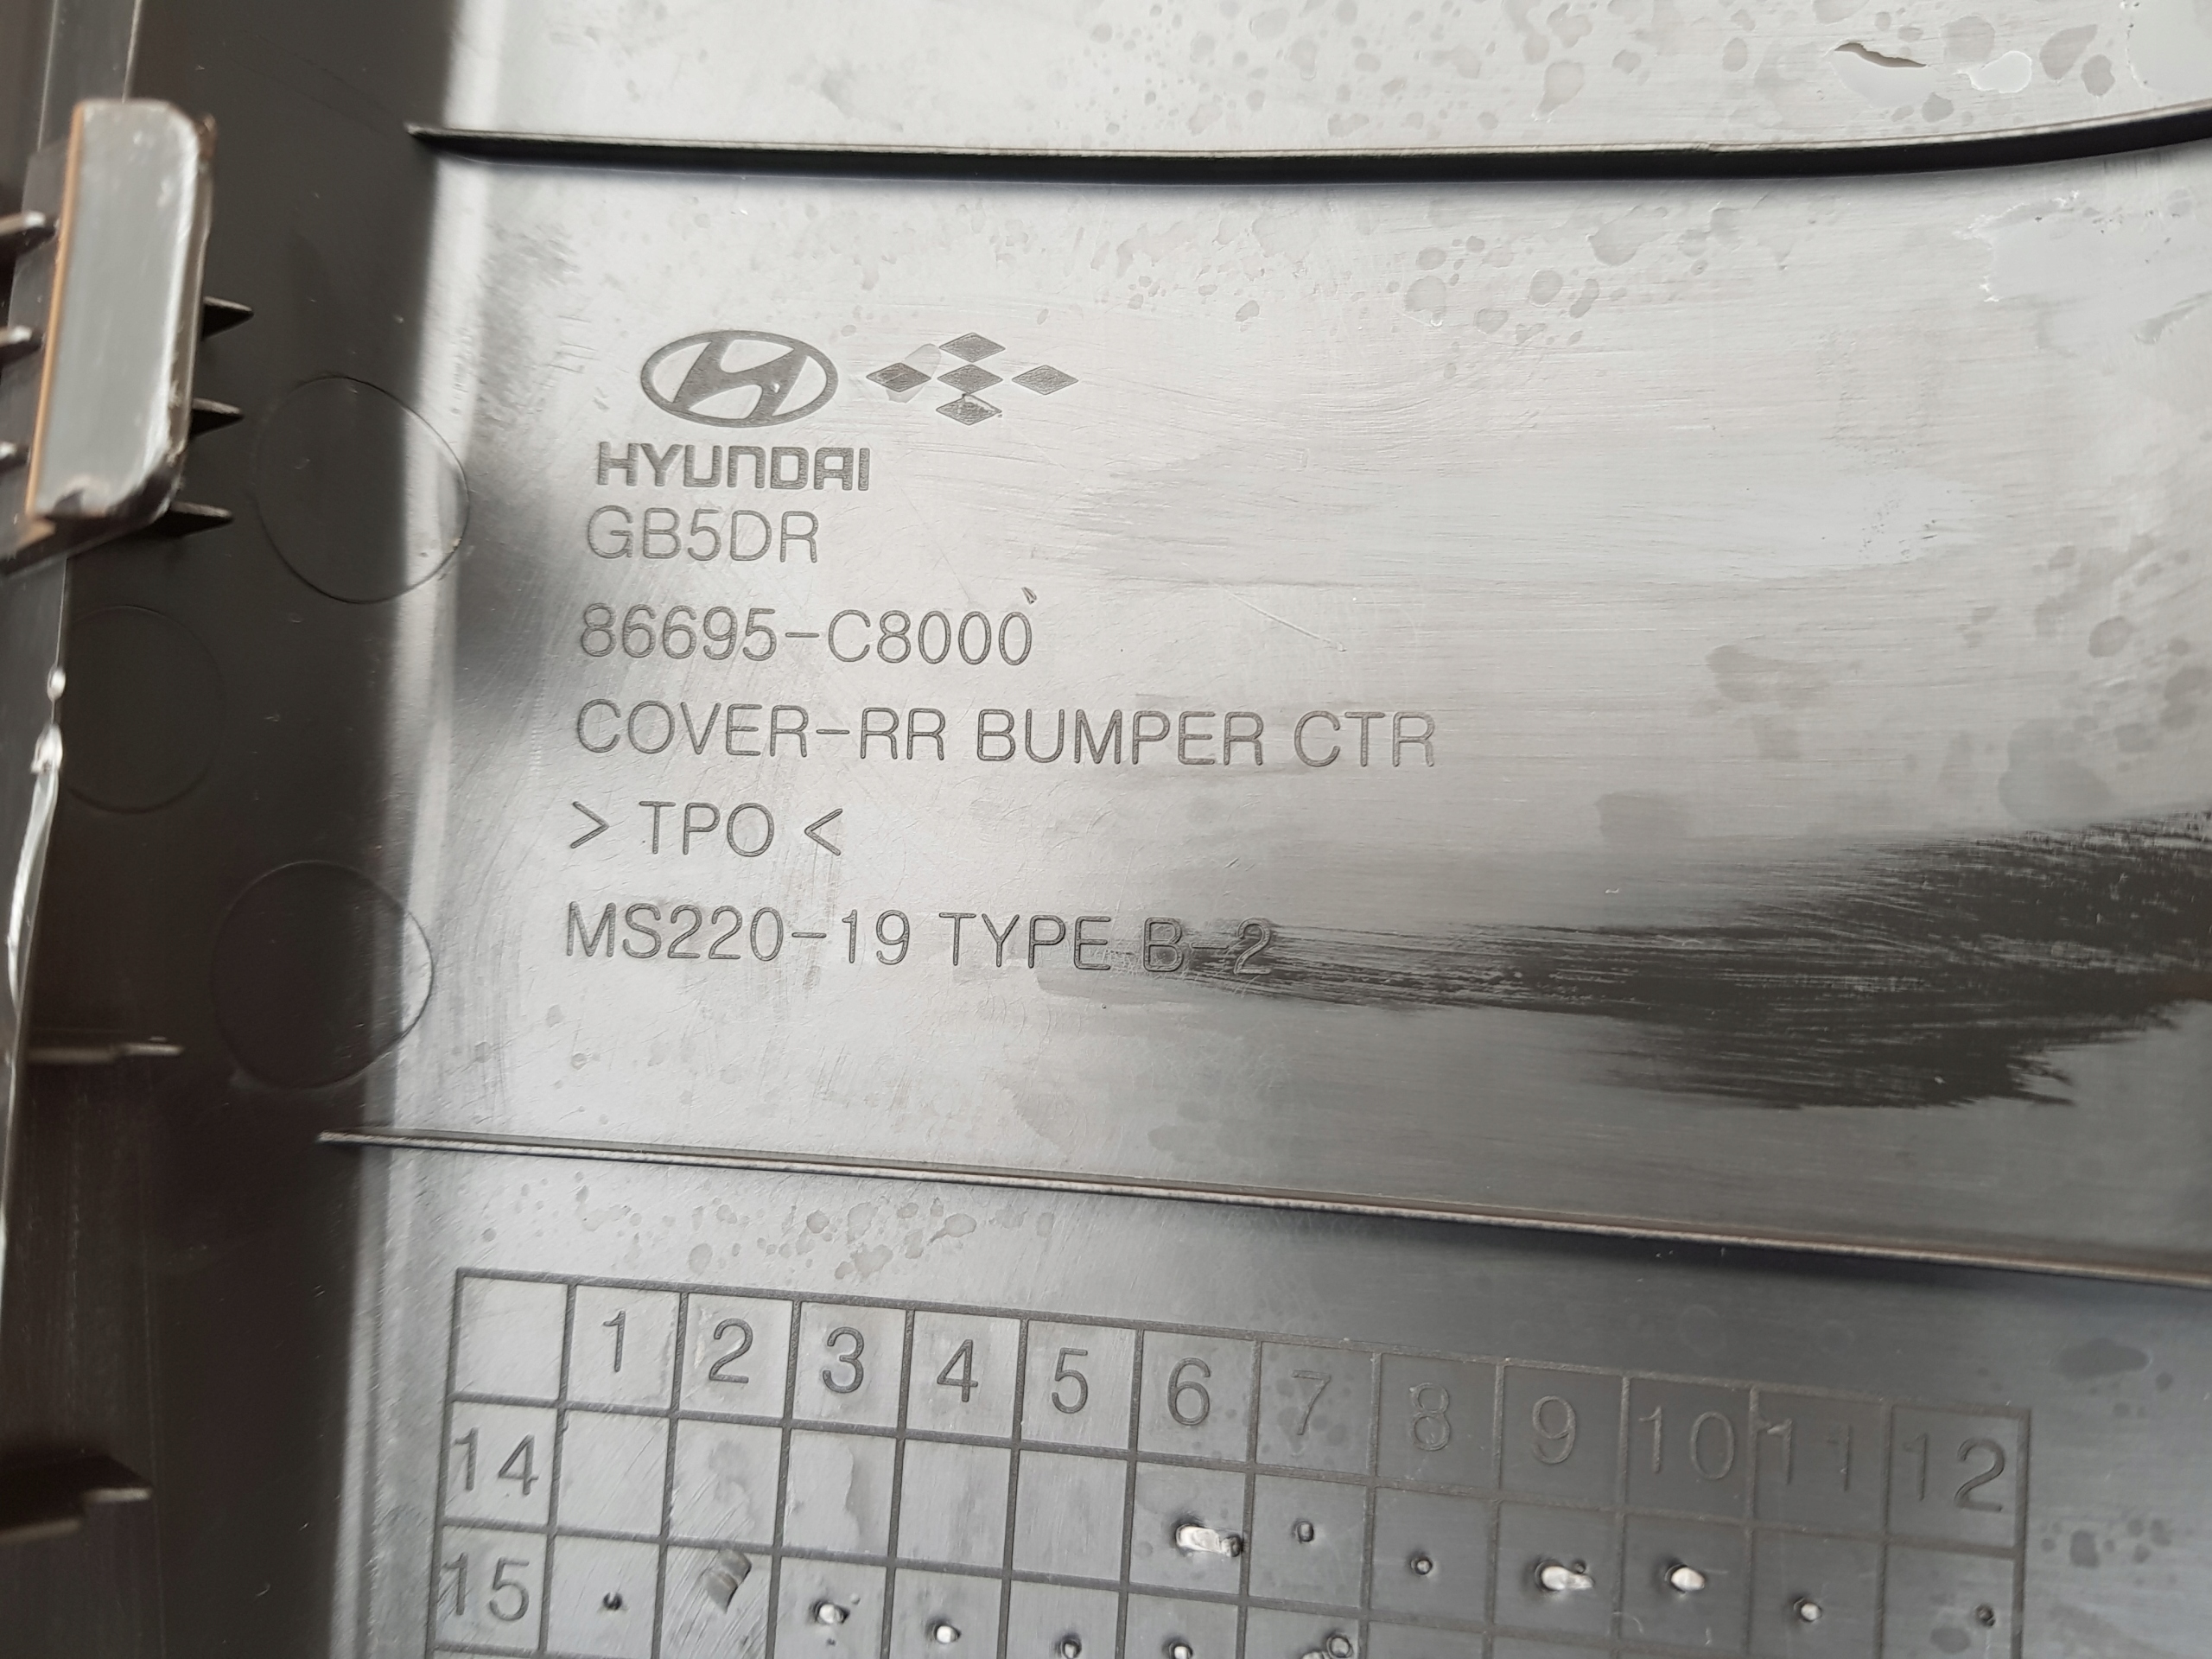 HYUNDAI
GB5DR
86695-C8000
COVER-RR BUMPER CTR
> TPO <
MS220-19 TYPE B-2
1 2 3 4 5 6 7 8 9 10 11 12
14
15